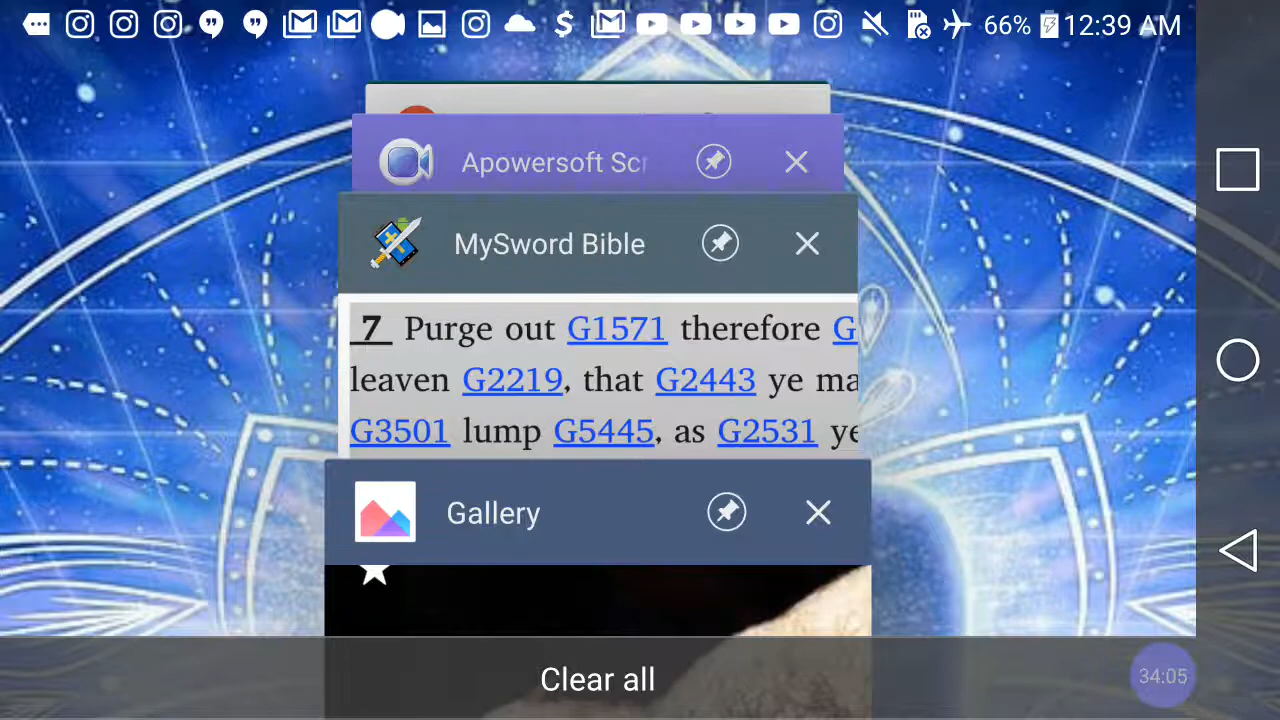 66% 12:39 AM
Apowersoft Scr
MySword Bible
7 Purge out G1571 therefore G
leaven G2219, that G2443 ye ma
G3501 lump G5445, as G2531 ye
Gallery
Clear all
34:05